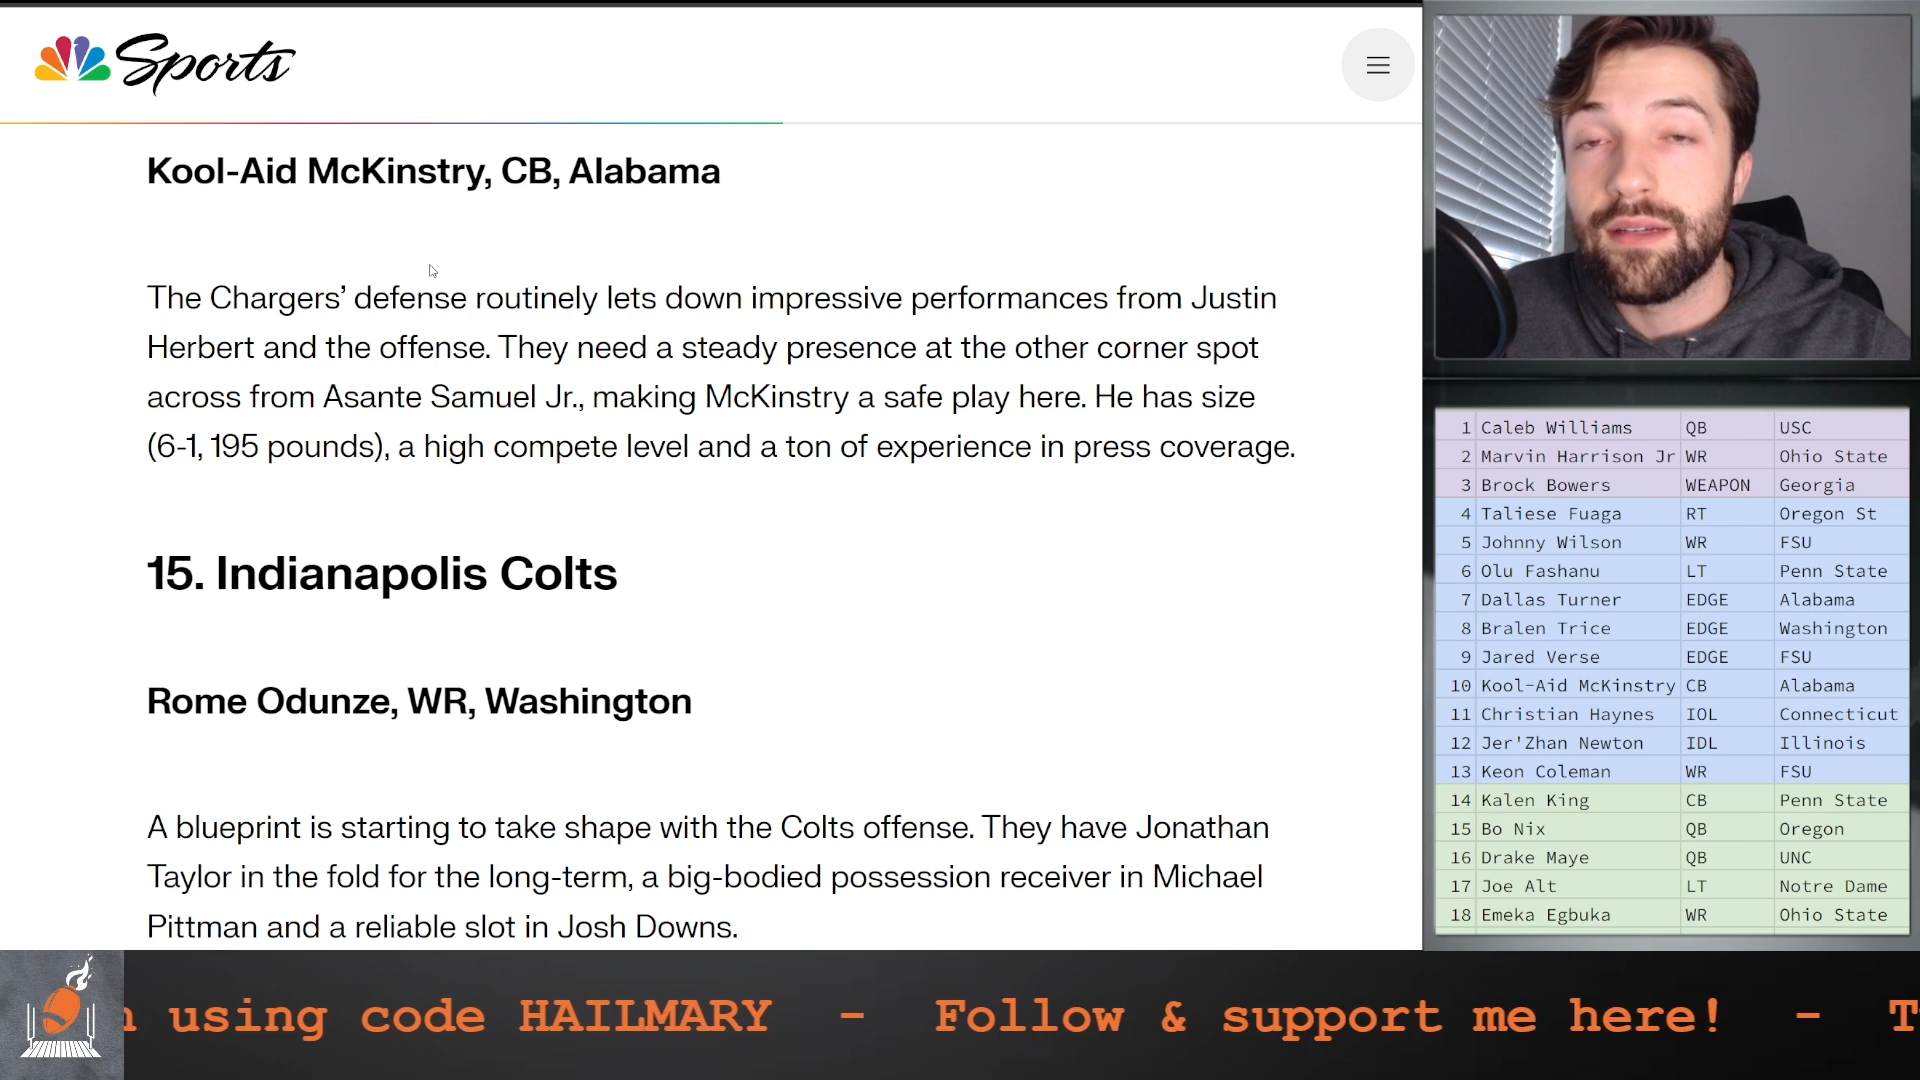 Sports
Kool-Aid McKinstry, CB, Alabama
The Chargers’ defense routinely lets down impressive performances from Justin
Herbert and the offense. They need a steady presence at the other corner spot
across from Asante Samuel Jr., making McKinstry a safe play here. He has size
(6-1, 195 pounds), a high compete level and a ton of experience in press coverage.
15. Indianapolis Colts
Rome Odunze, WR, Washington
A blueprint is starting to take shape with the Colts offense. They have Jonathan
Taylor in the fold for the long-term, a big-bodied possession receiver in Michael
Pittman and a reliable slot in Josh Downs.
1 Caleb Williams QB USC
2 Marvin Harrison Jr WR Ohio State
3 Brock Bowers WEAPON Georgia
4 Taliese Fuaga RT Oregon St
5 Johnny Wilson WR FSU
6 Olu Fashanu LT Penn State
7 Dallas Turner EDGE Alabama
8 Bralen Trice EDGE Washington
9 Jared Verse EDGE FSU
10 Kool-Aid McKinstry CB Alabama
11 Christian Haynes IOL Connecticut
12 Jer'Zhan Newton IDL Illinois
13 Keon Coleman WR FSU
14 Kalen King CB Penn State
15 Bo Nix QB Oregon
16 Drake Maye QB UNC
17 Joe Alt LT Notre Dame
18 Emeka Egbuka WR Ohio State
using code HAILMARY - Follow & support me here! -